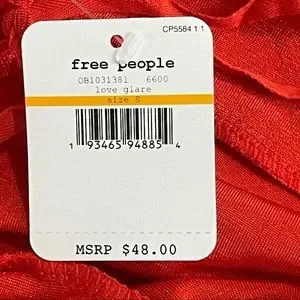 CP5584 1 1
free people
OB1031381 6600
love glare
size S
1 93465 94885 4
MSRP $48.00